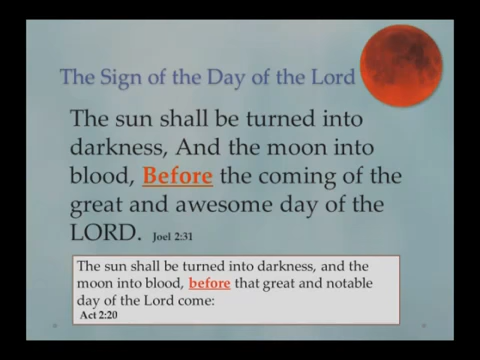 The Sign of the Day of the Lord
The sun shall be turned into
darkness, And the moon into
blood, Before the coming of the
great and awesome day of the
LORD. Joel 2:31
The sun shall be turned into darkness, and the
moon into blood, before that great and notable
day of the Lord come:
Act 2:20